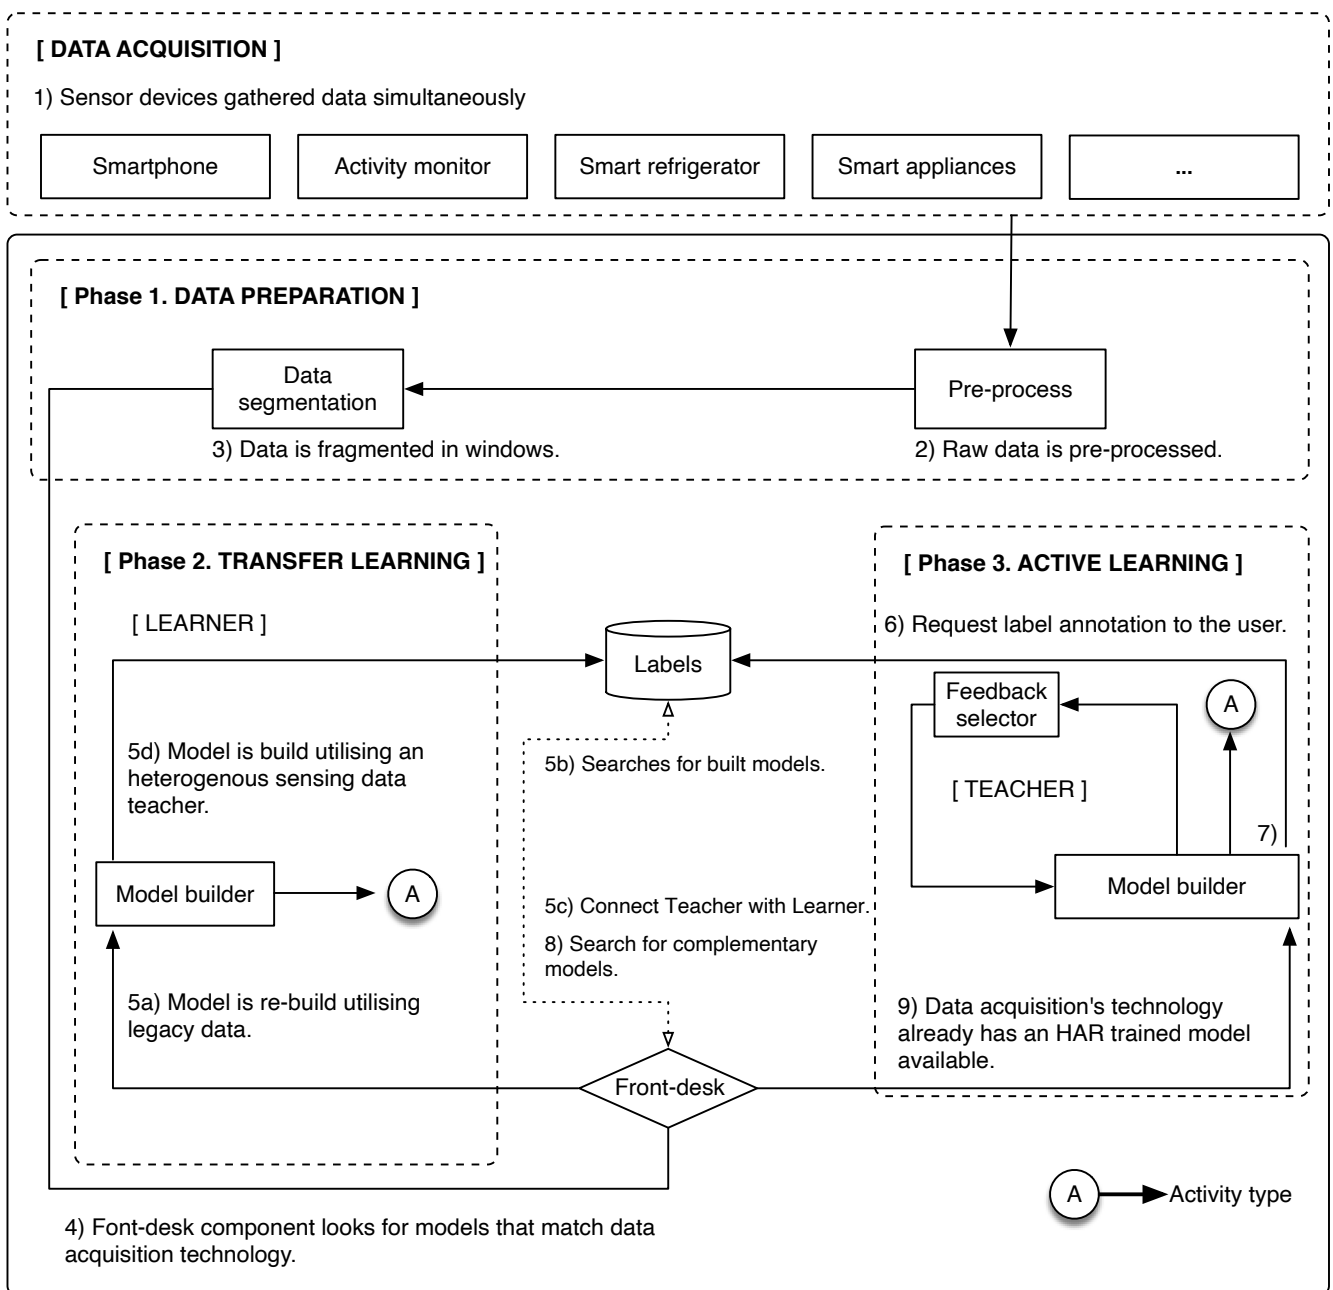 [ DATA ACQUISITION ]
1) Sensor devices gathered data simultaneously
Smartphone
Activity monitor
Smart refrigerator
Smart appliances
...
[ Phase 1. DATA PREPARATION ]
Data
segmentation
Pre-process
3) Data is fragmented in windows.
2) Raw data is pre-processed.
[ Phase 2. TRANSFER LEARNING ]
[ LEARNER ]
5d) Model is build utilising an
heterogenous sensing data
teacher.
Model builder
A
5a) Model is re-build utilising
legacy data.
Labels
5b) Searches for built models.
5c) Connect Teacher with Learner.
8) Search for complementary
models.
Front-desk
[ Phase 3. ACTIVE LEARNING ]
6) Request label annotation to the user.
Feedback
selector
A
[ TEACHER ]
7)
Model builder
9) Data acquisition's technology
already has an HAR trained model
available.
A
Activity type
4) Font-desk component looks for models that match data
acquisition technology.